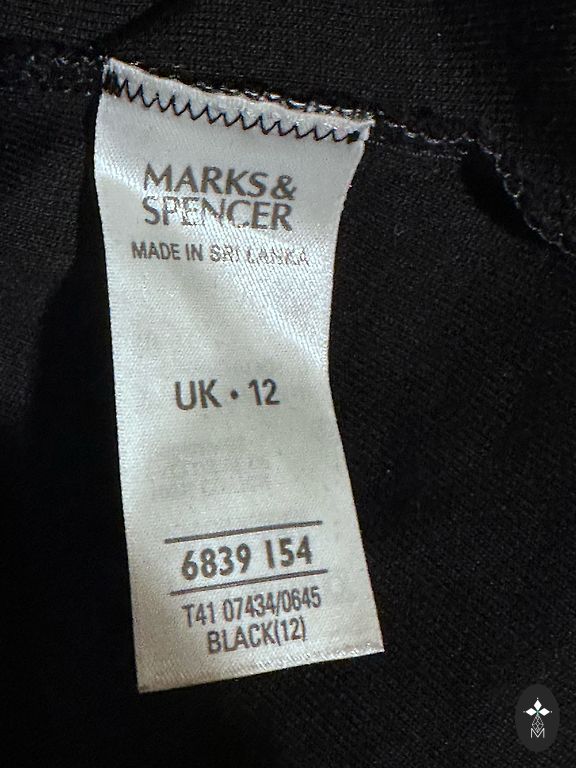 MARKS &
SPENCER
MADE IN SRI LANKA
UK • 12
6839 154
T41 07434/0645
BLACK(12)
M